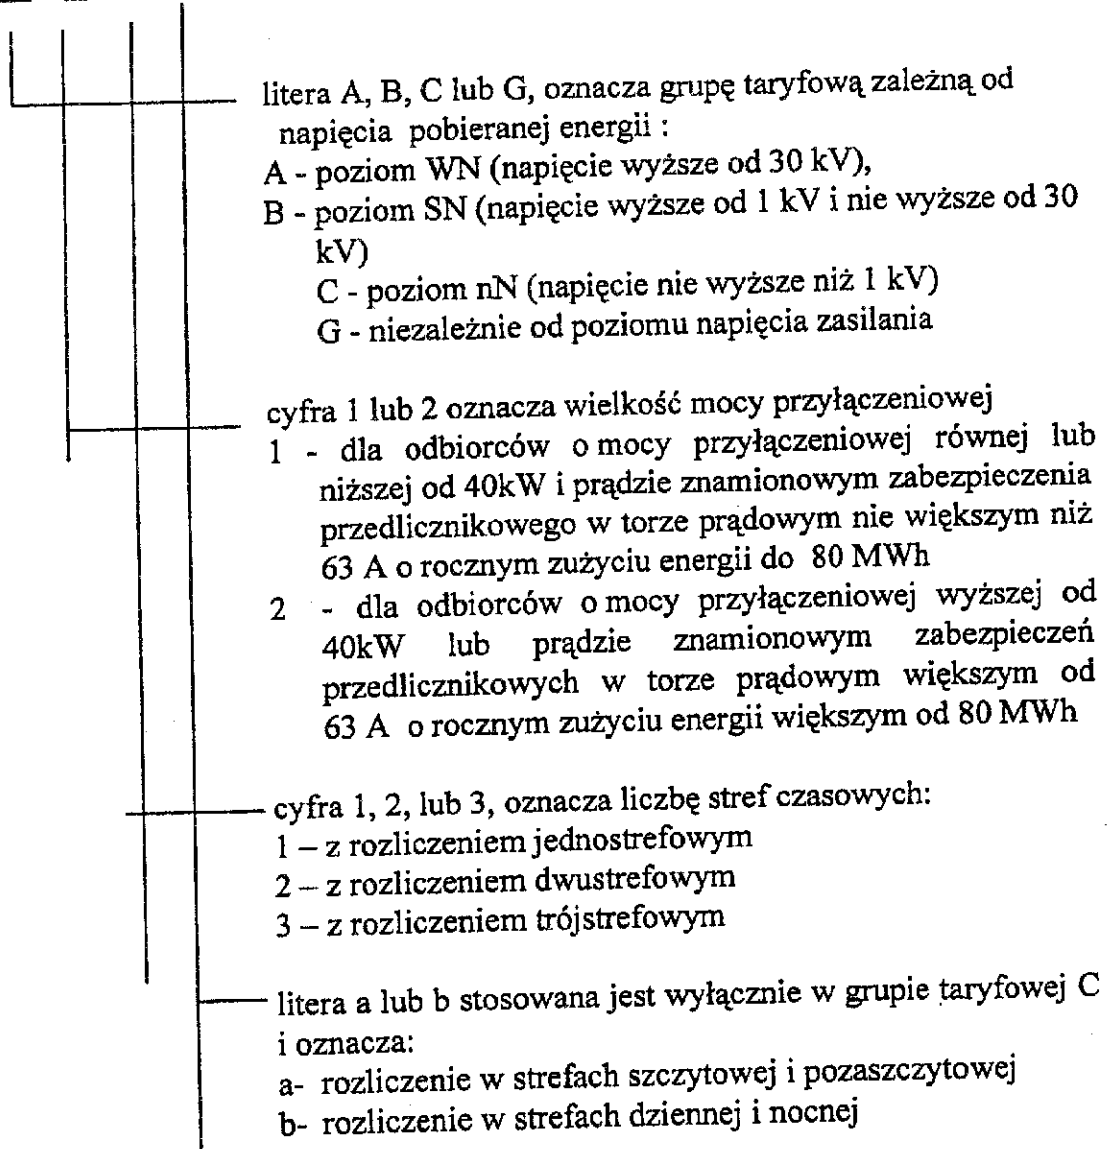 litera A, B, C lub G, oznacza grupę taryfową zależną od
napięcia pobieranej energii :
A - poziom WN (napięcie wyższe od 30 kV),
B - poziom SN (napięcie wyższe od 1 kV i nie wyższe od 30
kV)
C - poziom nN (napięcie nie wyższe niż 1 kV)
G - niezależnie od poziomu napięcia zasilania
cyfra 1 lub 2 oznacza wielkość mocy przyłączeniowej
1 - dla odbiorców o mocy przyłączeniowej równej lub
niższej od 40kW i prądzie znamionowym zabezpieczenia
przedlicznikowego w torze prądowym nie większym niż
63 A o rocznym zużyciu energii do 80 MWh
2 - dla odbiorców o mocy przyłączeniowej wyższej od
40kW lub prądzie znamionowym zabezpieczeń
przedlicznikowych w torze prądowym większym od
63 A o rocznym zużyciu energii większym od 80 MWh
cyfra 1, 2, lub 3, oznacza liczbę stref czasowych:
1 – z rozliczeniem jednostrefowym
2 – z rozliczeniem dwustrefowym
3 – z rozliczeniem trójstrefowym
litera a lub b stosowana jest wyłącznie w grupie taryfowej C
i oznacza:
a- rozliczenie w strefach szczytowej i pozaszczytowej
b- rozliczenie w strefach dziennej i nocnej